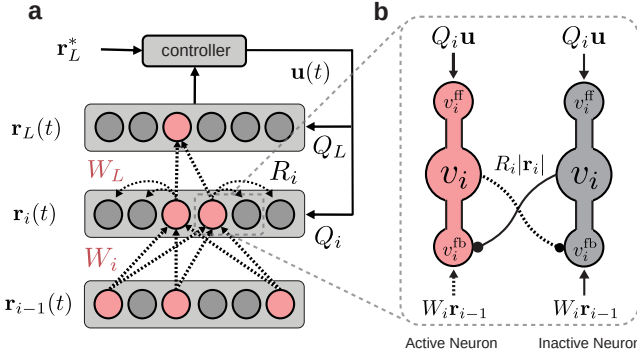 a
r*_L
controller
u(t)
r_L(t)
Q_L
W_L
R_i
r_i(t)
Q_i
W_i
r_{i−1}(t)
b
Q_i u Q_i u
v_i^ff v_i^ff
R_i|r_i|
v_i v_i
v_i^fb v_i^fb
W_i r_{i−1} W_i r_{i−1}
Active Neuron Inactive Neuron